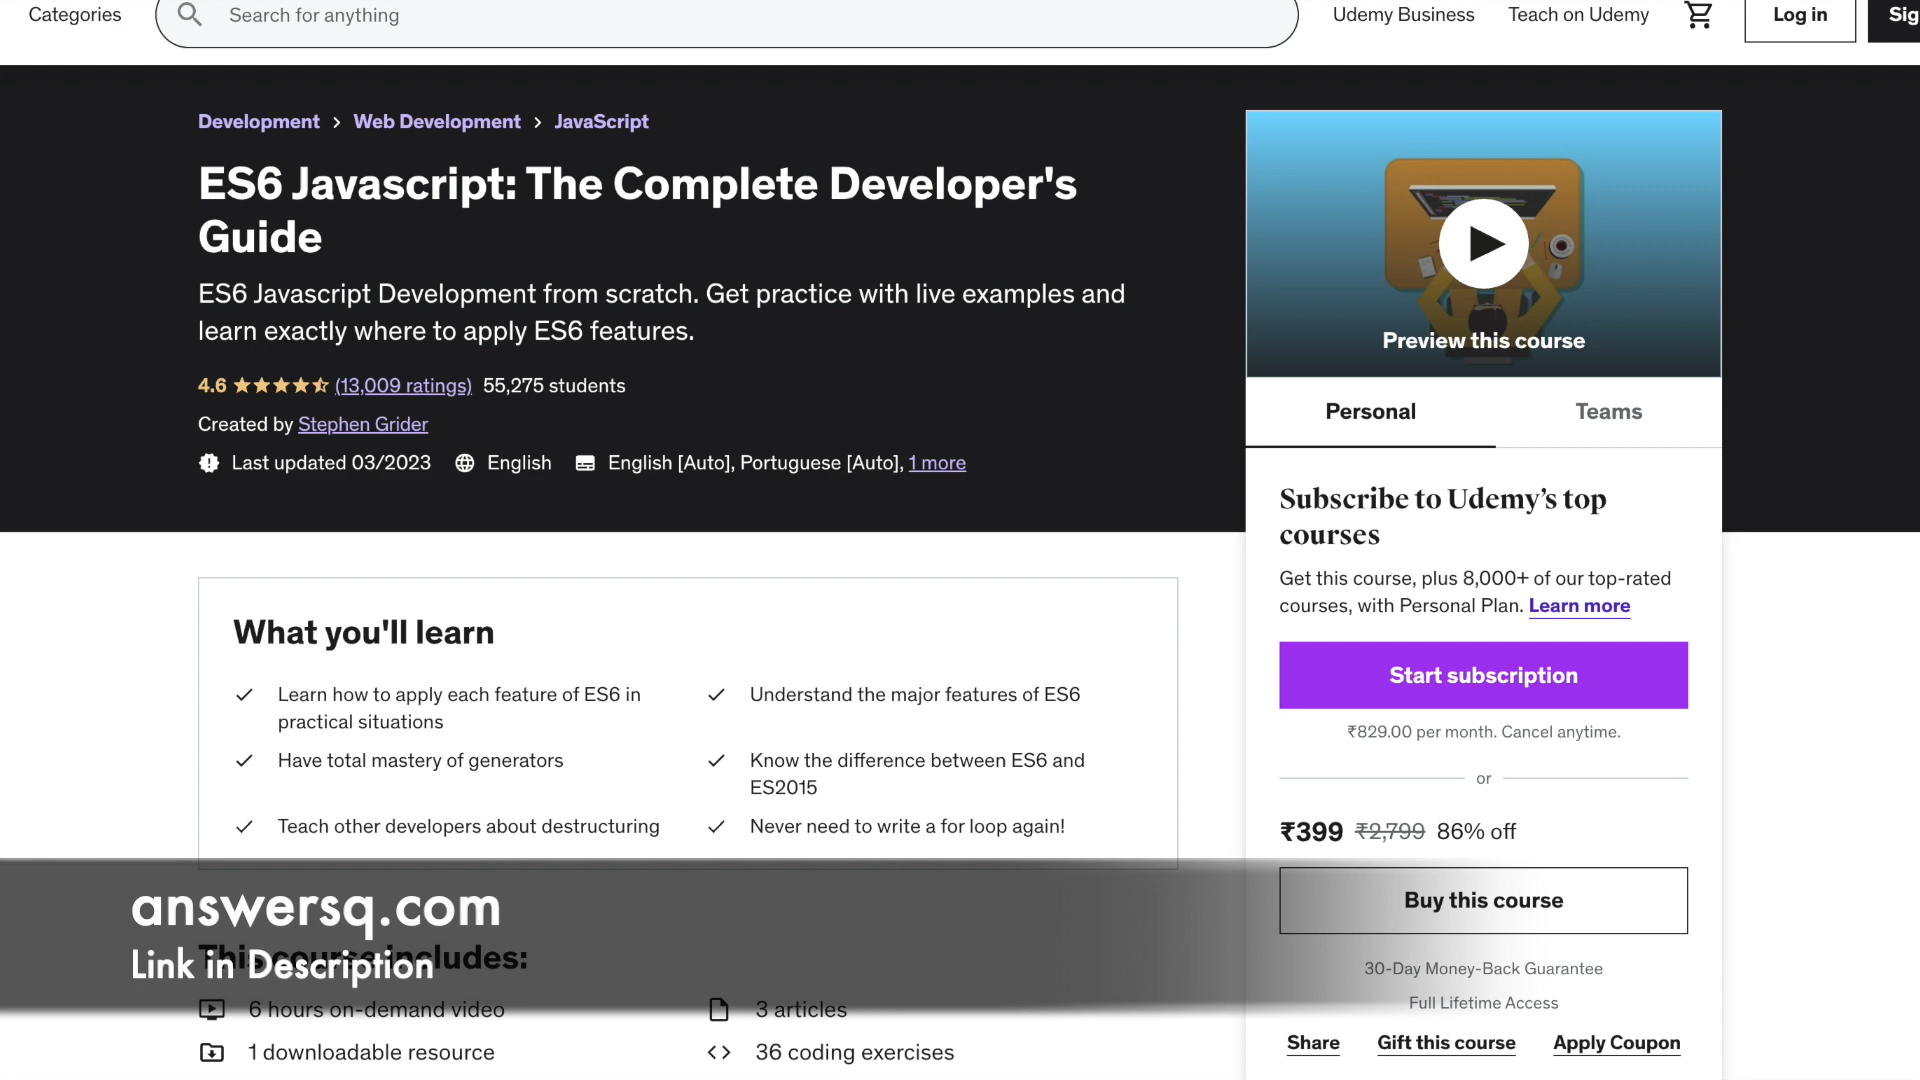 Categories
Search for anything
Udemy Business
Teach on Udemy
Log in
Sig
Development > Web Development > JavaScript
ES6 Javascript: The Complete Developer's
Guide
ES6 Javascript Development from scratch. Get practice with live examples and
learn exactly where to apply ES6 features.
4.6 (13,009 ratings) 55,275 students
Created by Stephen Grider
Last updated 03/2023 English English [Auto], Portuguese [Auto], 1 more
Preview this course
Personal
Teams
Subscribe to Udemy’s top
courses
Get this course, plus 8,000+ of our top-rated
courses, with Personal Plan. Learn more
Start subscription
₹829.00 per month. Cancel anytime.
or
₹399 ₹2,799 86% off
Buy this course
30-Day Money-Back Guarantee
Full Lifetime Access
Share
Gift this course
Apply Coupon
What you'll learn
Learn how to apply each feature of ES6 in
practical situations
Understand the major features of ES6
Have total mastery of generators
Know the difference between ES6 and
ES2015
Teach other developers about destructuring
Never need to write a for loop again!
answersq.com
This course includes:
Link in Description
6 hours on-demand video
3 articles
1 downloadable resource
36 coding exercises